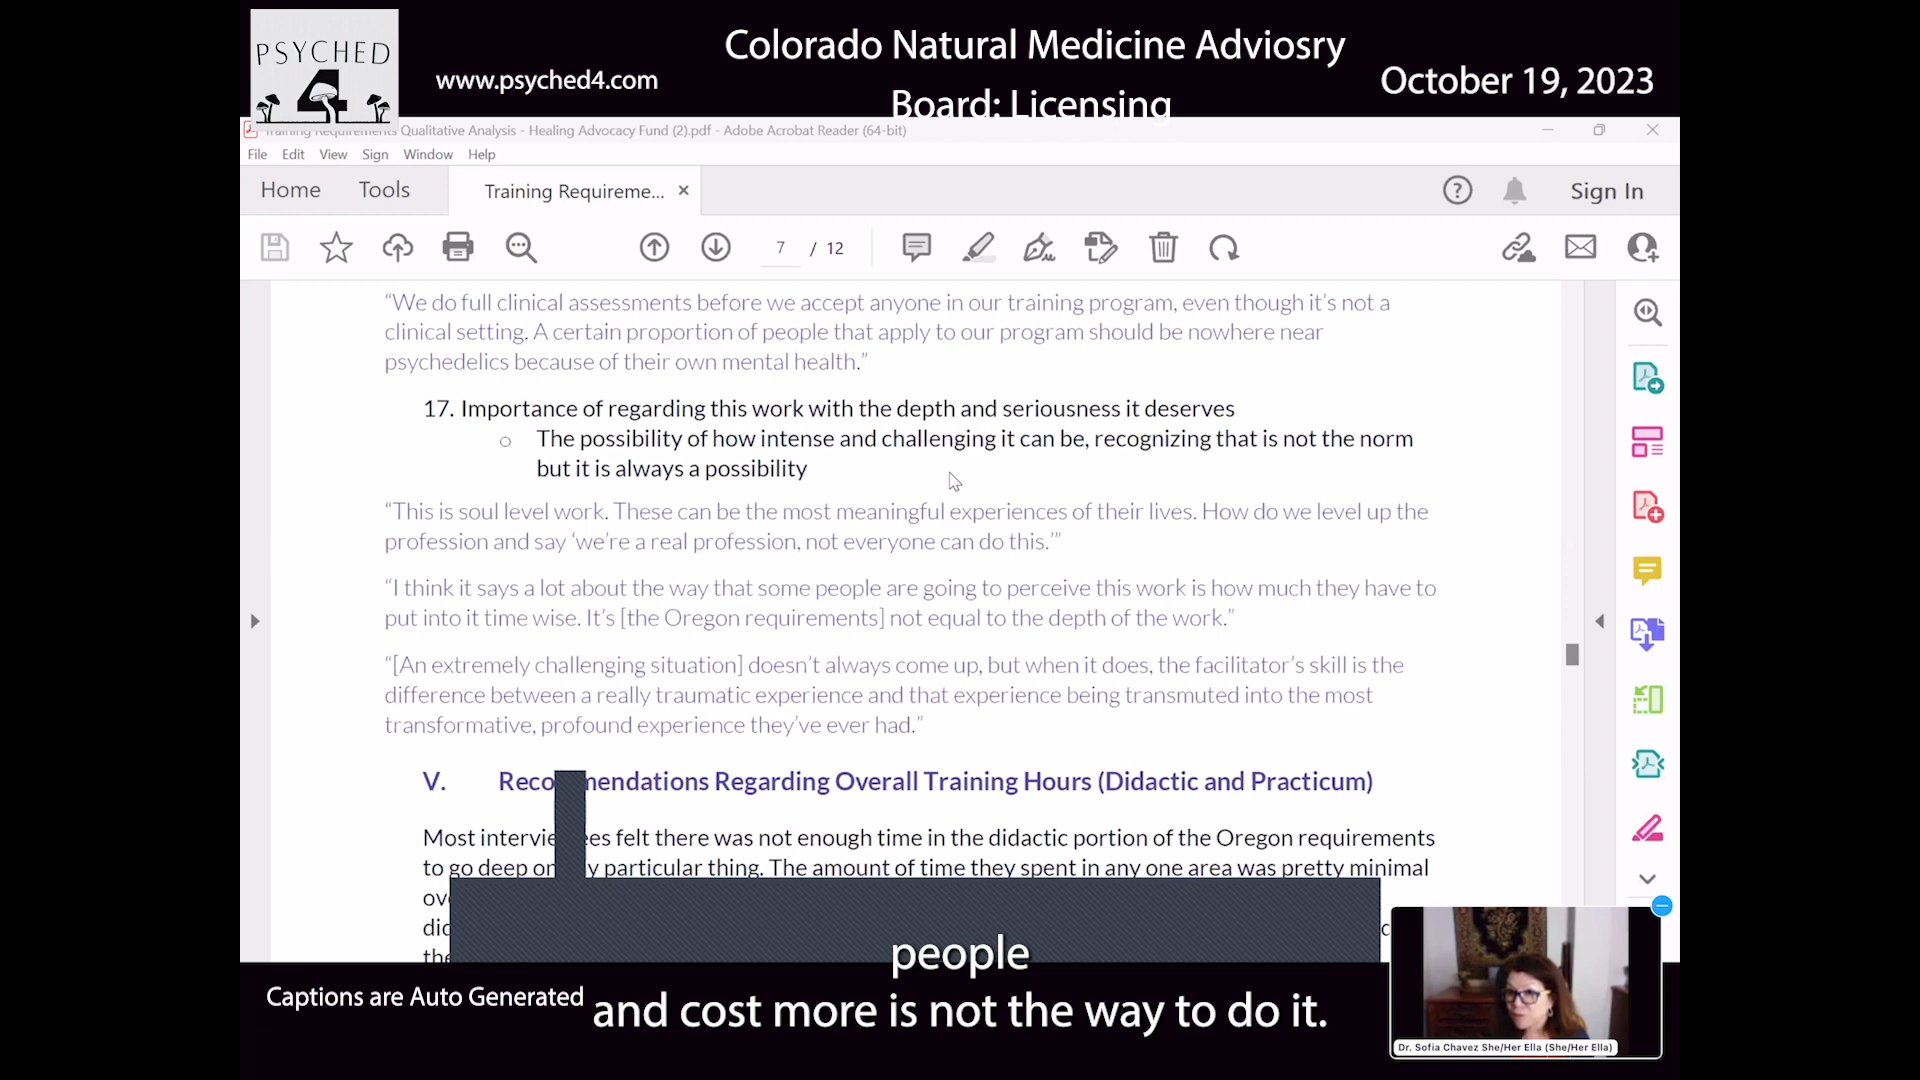 PSYCHED
4
www.psyched4.com
Colorado Natural Medicine Adviosry
Board: Licensing
October 19, 2023
Training Requirements Qualitative Analysis - Healing Advocacy Fund (2).pdf - Adobe Acrobat Reader (64-bit)
File Edit View Sign Window Help
Home Tools Training Requireme... Sign In
7 / 12
“We do full clinical assessments before we accept anyone in our training program, even though it’s not a
clinical setting. A certain proportion of people that apply to our program should be nowhere near
psychedelics because of their own mental health.”
17. Importance of regarding this work with the depth and seriousness it deserves
The possibility of how intense and challenging it can be, recognizing that is not the norm
but it is always a possibility
“This is soul level work. These can be the most meaningful experiences of their lives. How do we level up the
profession and say ‘we’re a real profession, not everyone can do this.’”
“I think it says a lot about the way that some people are going to perceive this work is how much they have to
put into it time wise. It’s [the Oregon requirements] not equal to the depth of the work.”
“[An extremely challenging situation] doesn’t always come up, but when it does, the facilitator’s skill is the
difference between a really traumatic experience and that experience being transmuted into the most
transformative, profound experience they’ve ever had.”
V. Recommendations Regarding Overall Training Hours (Didactic and Practicum)
Most interviewees felt there was not enough time in the didactic portion of the Oregon requirements
to go deep on y particular thing. The amount of time they spent in any one area was pretty minimal
people
and cost more is not the way to do it.
Captions are Auto Generated
Dr. Sofia Chavez She/Her Ella (She/Her Ella)